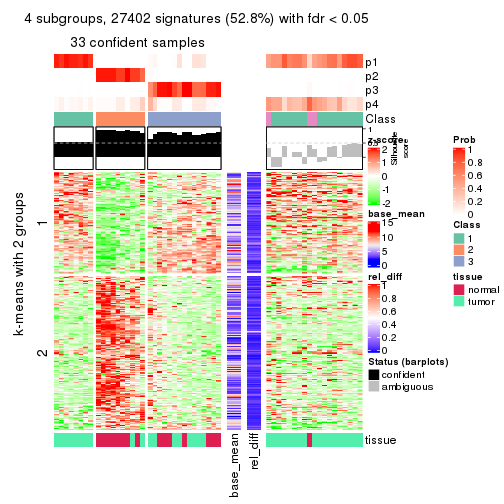 4 subgroups, 27402 signatures (52.8%) with fdr < 0.05
33 confident samples
p1
p2
p3
p4
Class
1
0.5
0
Silhouette
score
k-means with 2 groups
1
2
base_mean
rel_diff
tissue
z-score
2
1
0
-1
-2
base_mean
15
10
5
0
rel_diff
1
0.8
0.6
0.4
0.2
0
Status (barplots)
confident
ambiguous
Prob
1
0.8
0.6
0.4
0.2
0
Class
1
2
3
tissue
normal
tumor